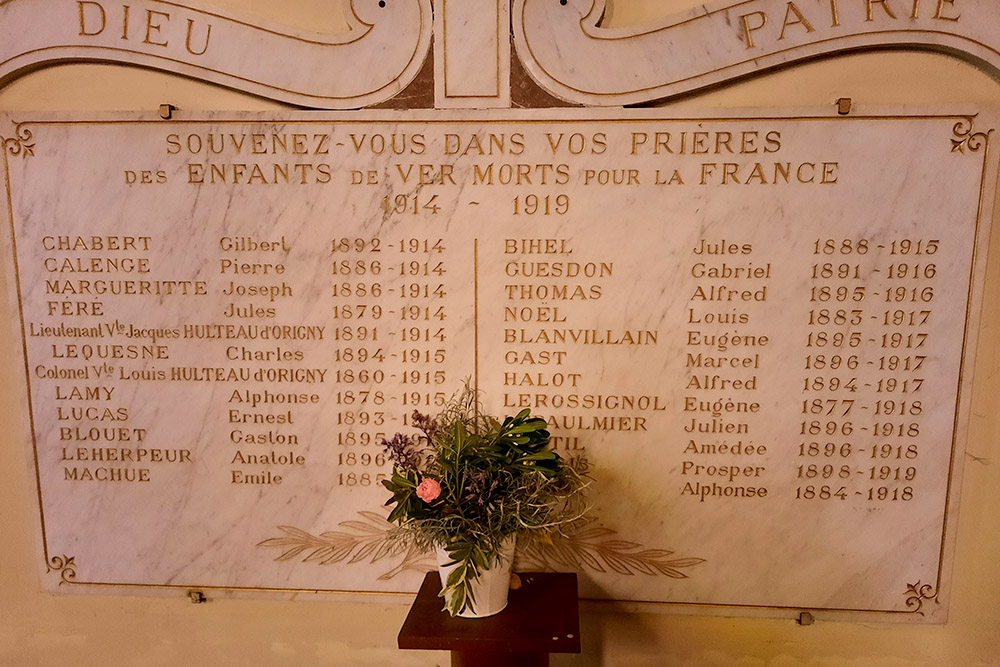 DIEU
PATRIE
SOUVENEZ-VOUS DANS VOS PRIÈRES
DES ENFANTS DE VER MORTS POUR LA FRANCE
1914 ~ 1919
CHABERT Gilbert 1892-1914
CALENGE Pierre 1886-1914
MARGUERITTE Joseph 1886-1914
FÉRÉ Jules 1879-1914
Lieutenant Vte Jacques HULTEAU d'ORIGNY 1891-1914
LEQUESNE Charles 1894-1915
Colonel Vte Louis HULTEAU d'ORIGNY 1860-1915
LAMY Alphonse 1878-1915
LUCAS Ernest 1893
BLOUET Gaston 1895
LEHERPEUR Anatole 1896
MACHUE Emile
BIHEL Jules 1888-1915
GUESDON Gabriel 1891-1916
THOMAS Alfred 1895-1916
NOËL Louis 1883-1917
BLANVILLAIN Eugène 1895-1917
GAST Marcel 1896-1917
HALOT Alfred 1894-1917
LEROSSIGNOL Eugène 1877-1918
AULMIER Julien 1896-1918
TIL Amédée 1896-1918
Prosper 1898-1919
Alphonse 1884-1918